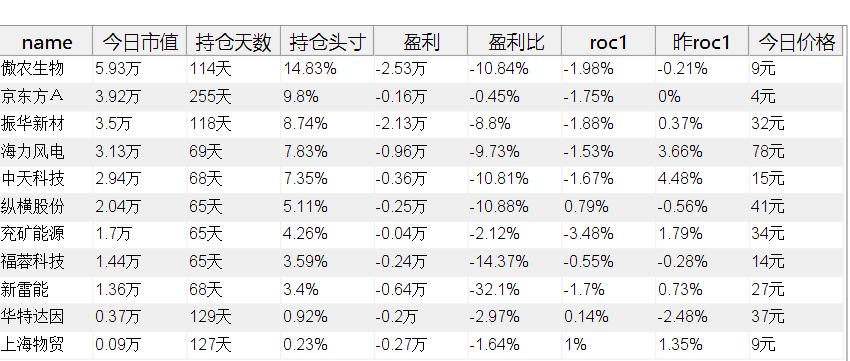 name 今日市值 持仓天数 持仓头寸 盈利 盈利比 roc1 昨roc1 今日价格
傲农生物 5.93万 114天 14.83% -2.53万 -10.84% -1.98% -0.21% 9元
京东方Ａ 3.92万 255天 9.8% -0.16万 -0.45% -1.75% 0% 4元
振华新材 3.5万 118天 8.74% -2.13万 -8.8% -1.88% 0.37% 32元
海力风电 3.13万 69天 7.83% -0.96万 -9.73% -1.53% 3.66% 78元
中天科技 2.94万 68天 7.35% -0.36万 -10.81% -1.67% 4.48% 15元
纵横股份 2.04万 65天 5.11% -0.25万 -10.88% 0.79% -0.56% 41元
兖矿能源 1.7万 65天 4.26% -0.04万 -2.12% -3.48% 1.79% 34元
福蓉科技 1.44万 65天 3.59% -0.24万 -14.37% -0.55% -0.28% 14元
新雷能 1.36万 68天 3.4% -0.64万 -32.1% -1.7% 0.73% 27元
华特达因 0.37万 129天 0.92% -0.2万 -2.97% 0.14% -2.48% 37元
上海物贸 0.09万 127天 0.23% -0.27万 -1.64% 1% 1.35% 9元